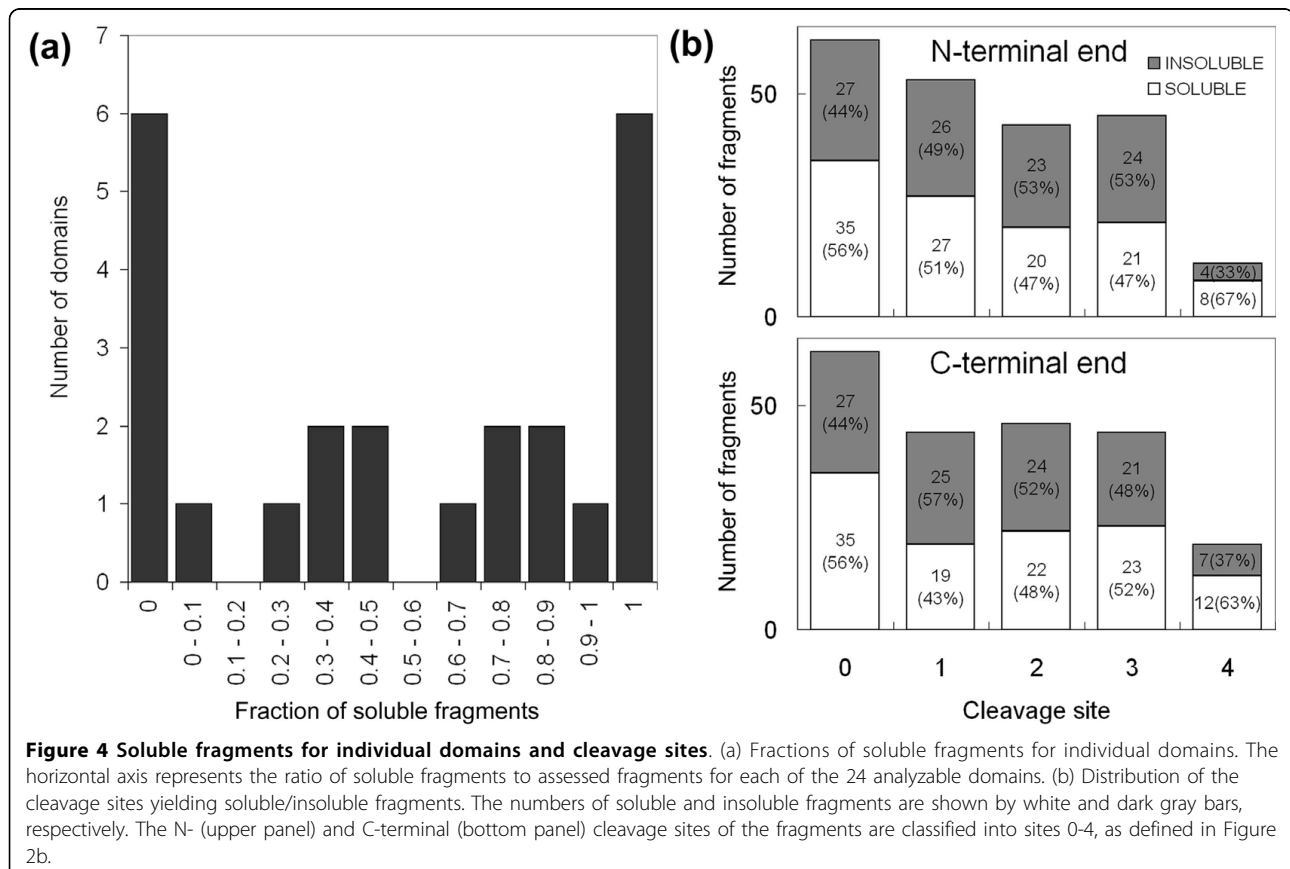 (a)
7
6
5
4
3
2
1
0
Number of domains
0
0 - 0.1
0.1 - 0.2
0.2 - 0.3
0.3 - 0.4
0.4 - 0.5
0.5 - 0.6
0.6 - 0.7
0.7 - 0.8
0.8 - 0.9
0.9 - 1
1
Fraction of soluble fragments
(b)
N-terminal end
INSOLUBLE
SOLUBLE
Number of fragments
50
0
27
(44%)
35
(56%)
26
(49%)
27
(51%)
23
(53%)
20
(47%)
24
(53%)
21
(47%)
4(33%)
8(67%)
C-terminal end
Number of fragments
50
0
27
(44%)
35
(56%)
25
(57%)
19
(43%)
24
(52%)
22
(48%)
21
(48%)
23
(52%)
7(37%)
12(63%)
0 1 2 3 4
Cleavage site
Figure 4 Soluble fragments for individual domains and cleavage sites. (a) Fractions of soluble fragments for individual domains. The
horizontal axis represents the ratio of soluble fragments to assessed fragments for each of the 24 analyzable domains. (b) Distribution of the
cleavage sites yielding soluble/insoluble fragments. The numbers of soluble and insoluble fragments are shown by white and dark gray bars,
respectively. The N- (upper panel) and C-terminal (bottom panel) cleavage sites of the fragments are classified into sites 0-4, as defined in Figure
2b.